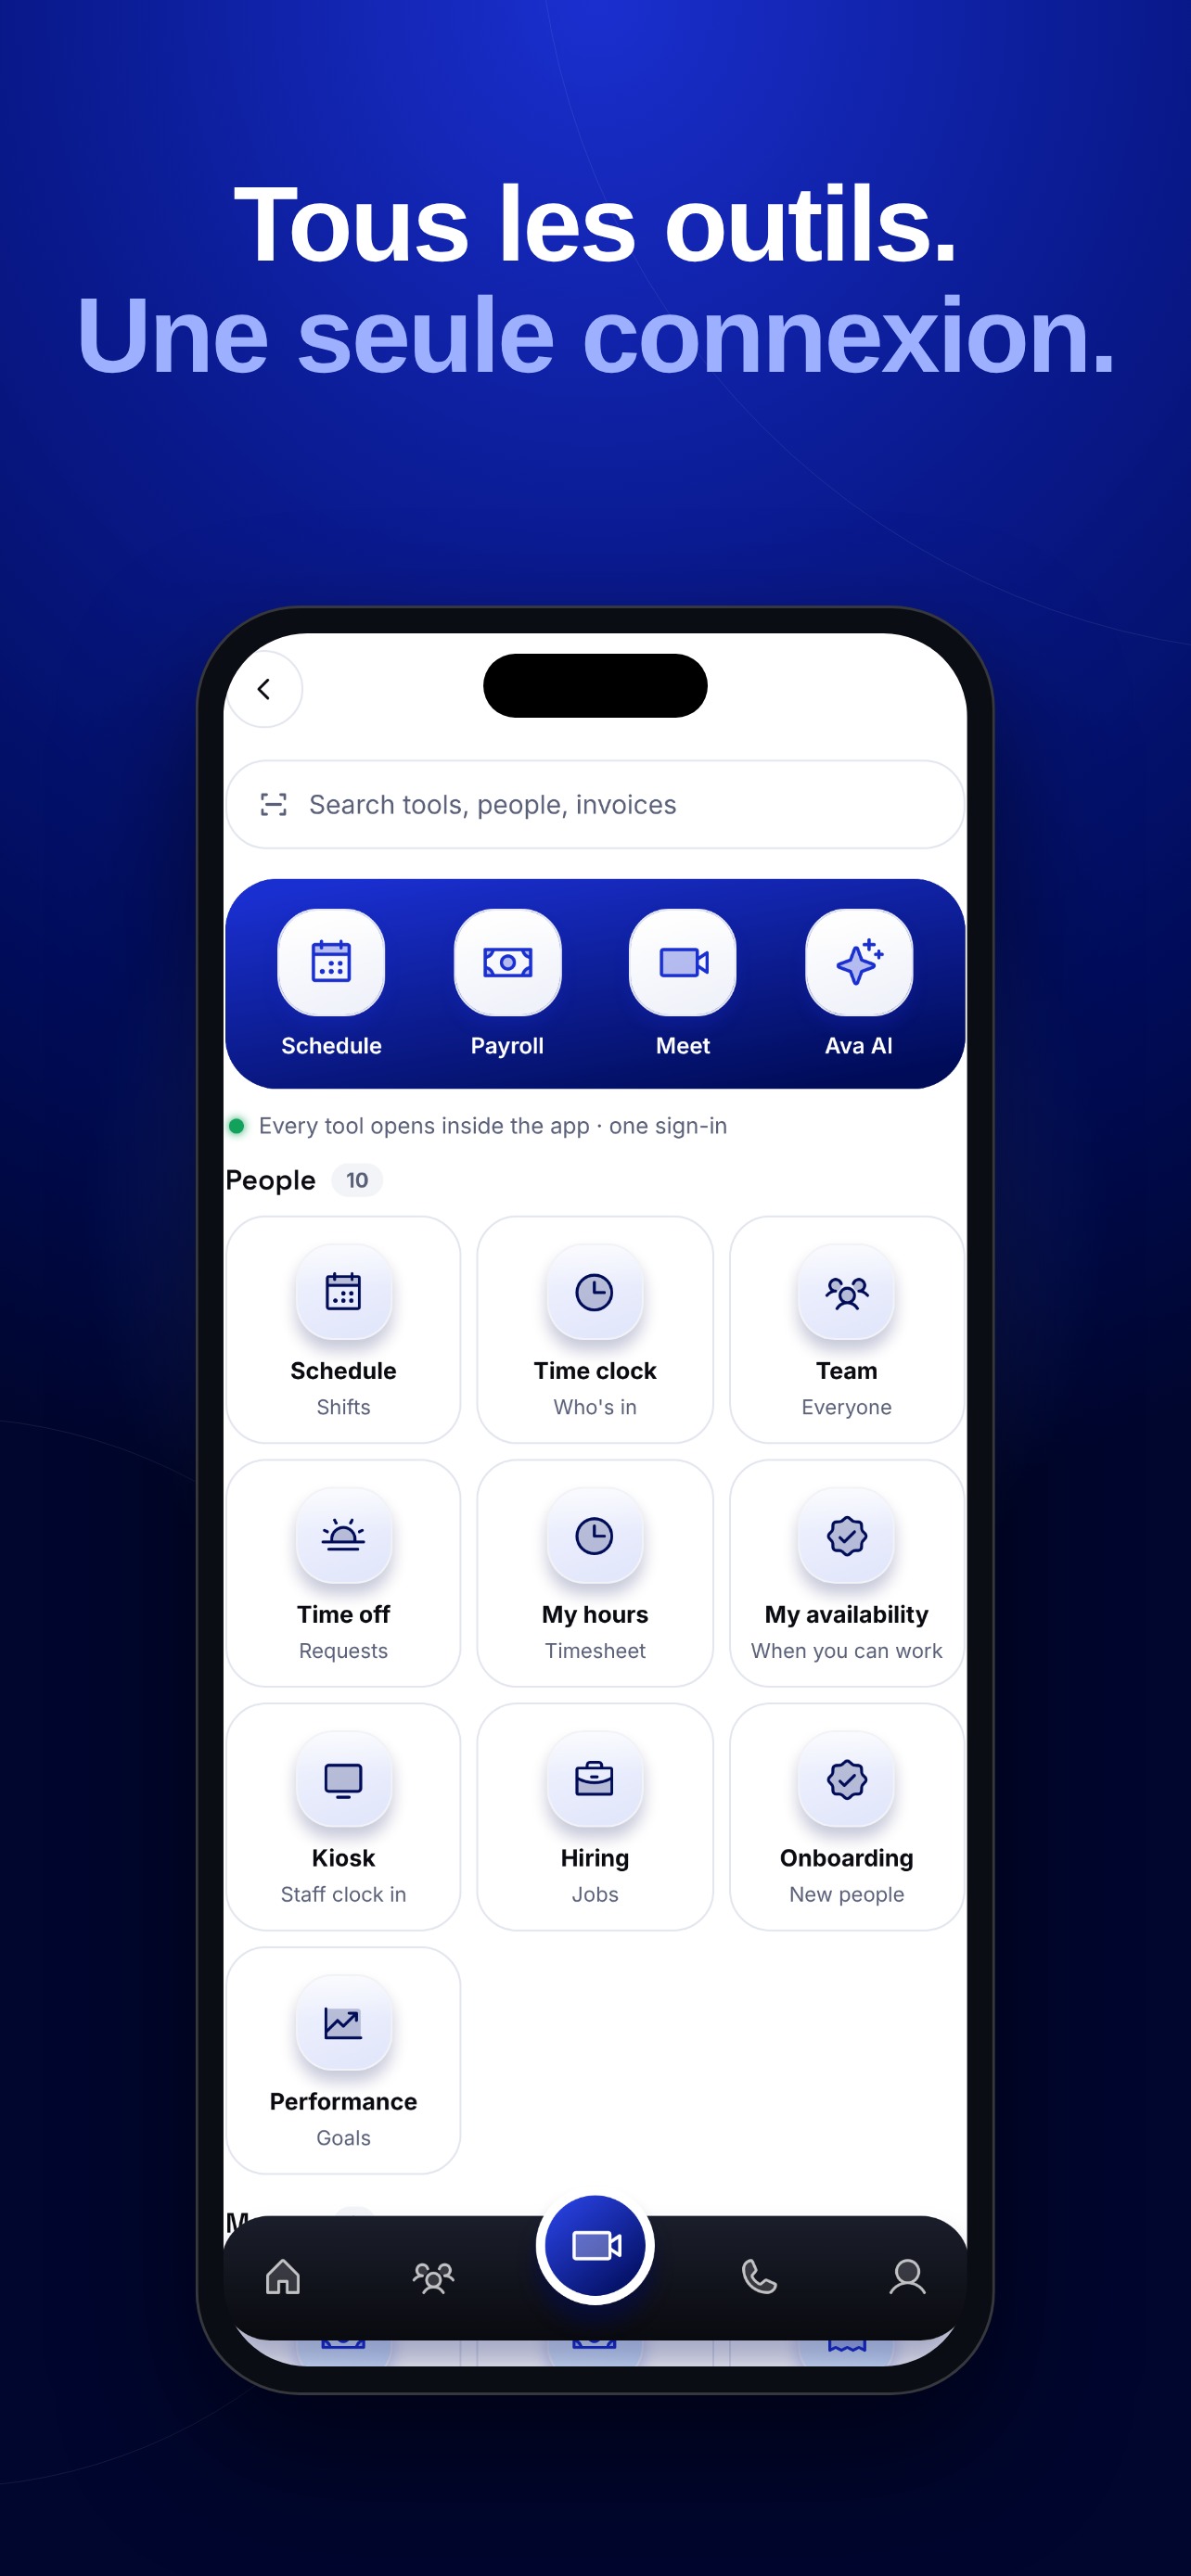 Tous les outils.
Une seule connexion.
Search tools, people, invoices
Schedule Payroll Meet Ava AI
Every tool opens inside the app · one sign-in
People 10
Schedule Time clock Team
Shifts Who's in Everyone
Time off My hours My availability
Requests Timesheet When you can work
Kiosk Hiring Onboarding
Staff clock in Jobs New people
Performance
Goals